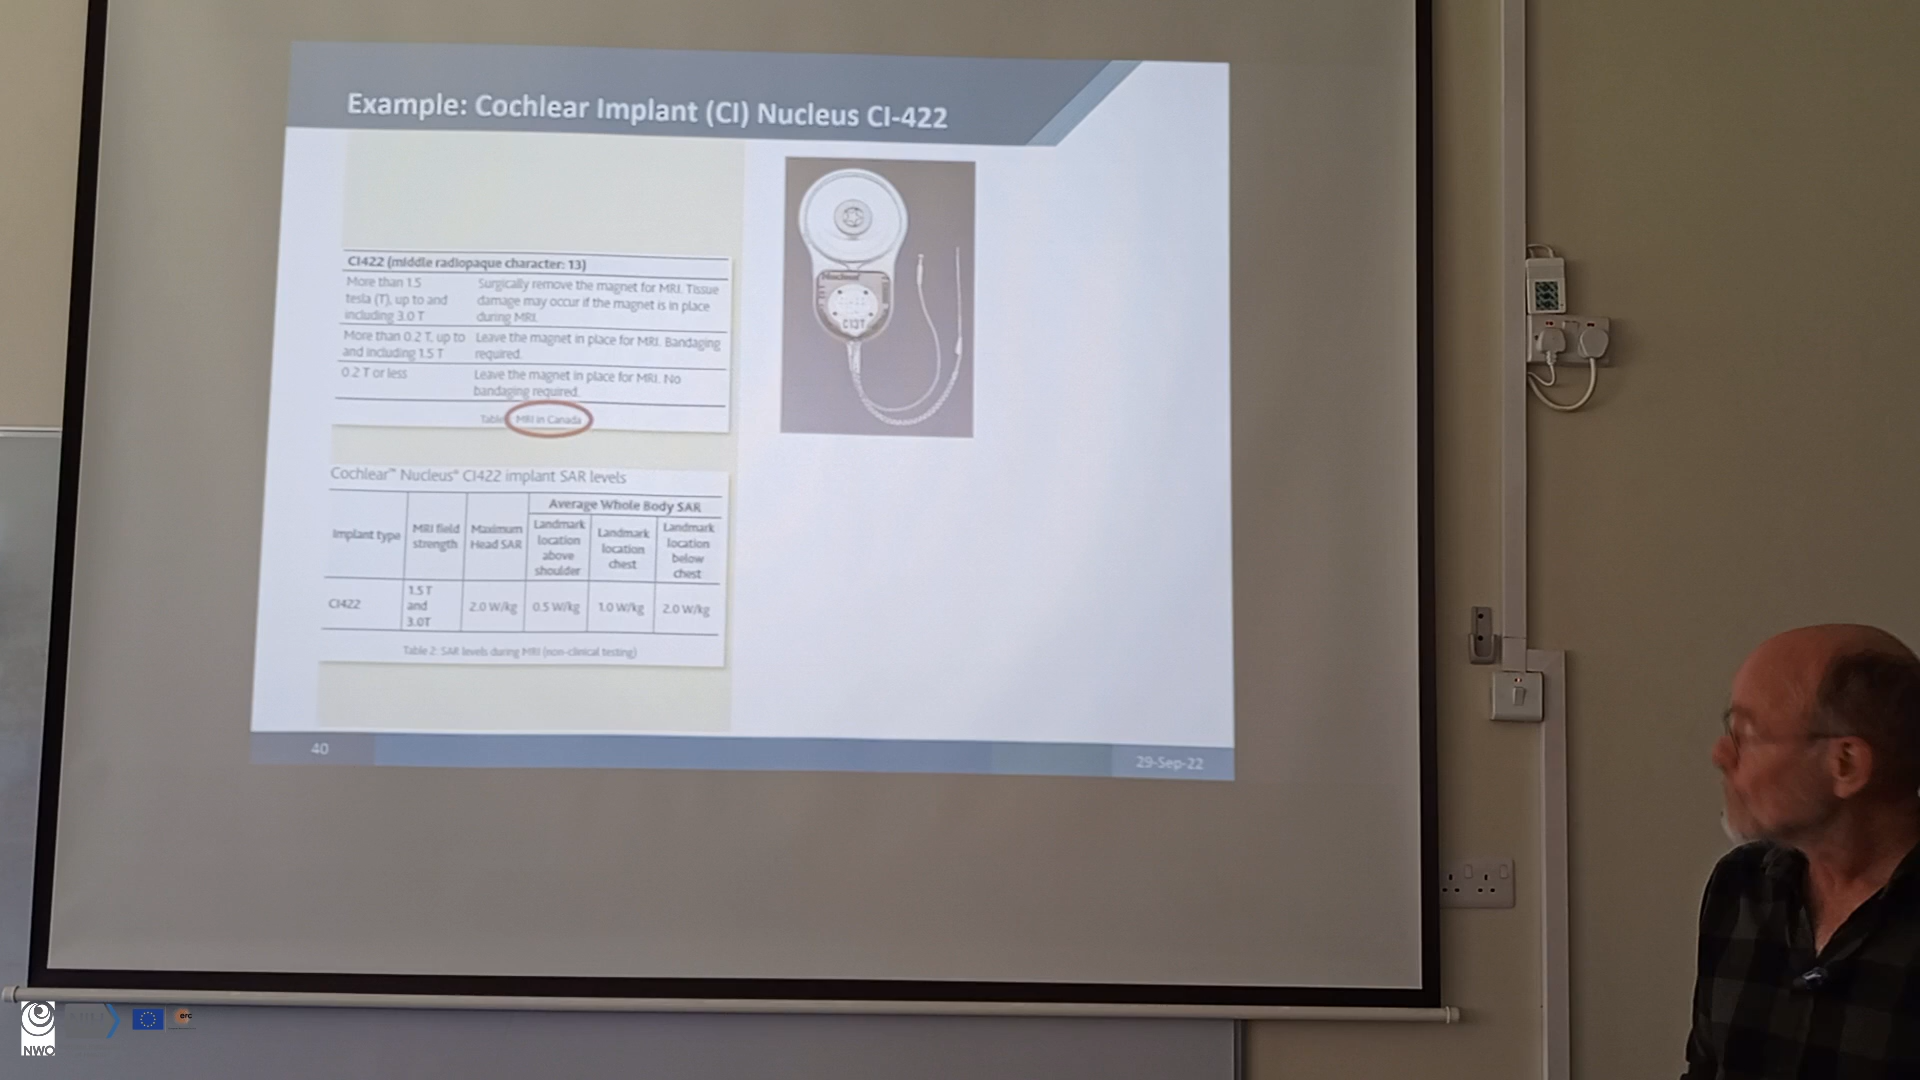 Example: Cochlear Implant (CI) Nucleus CI-422
CI422 (middle radiopaque character: 13)
More than 1.5 tesla (T), up to and including 3.0 T
Surgically remove the magnet for MRI. Tissue damage may occur if the magnet is in place during MRI.
More than 0.2 T, up to and including 1.5 T
Leave the magnet in place for MRI. Bandaging required.
0.2 T or less
Leave the magnet in place for MRI. No bandaging required.
Table MRI in Canada
Nucleus
C13T
Cochlear™ Nucleus® CI422 implant SAR levels
Implant type
MRI field strength
Maximum Head SAR
Average Whole Body SAR
Landmark location above shoulder
Landmark location chest
Landmark location below chest
CI422
1.5T and 3.0T
2.0 W/kg
0.5 W/kg
1.0 W/kg
2.0 W/kg
Table 2: SAR levels during MRI (non-clinical testing)
40
29-Sep-22
NWO
erc